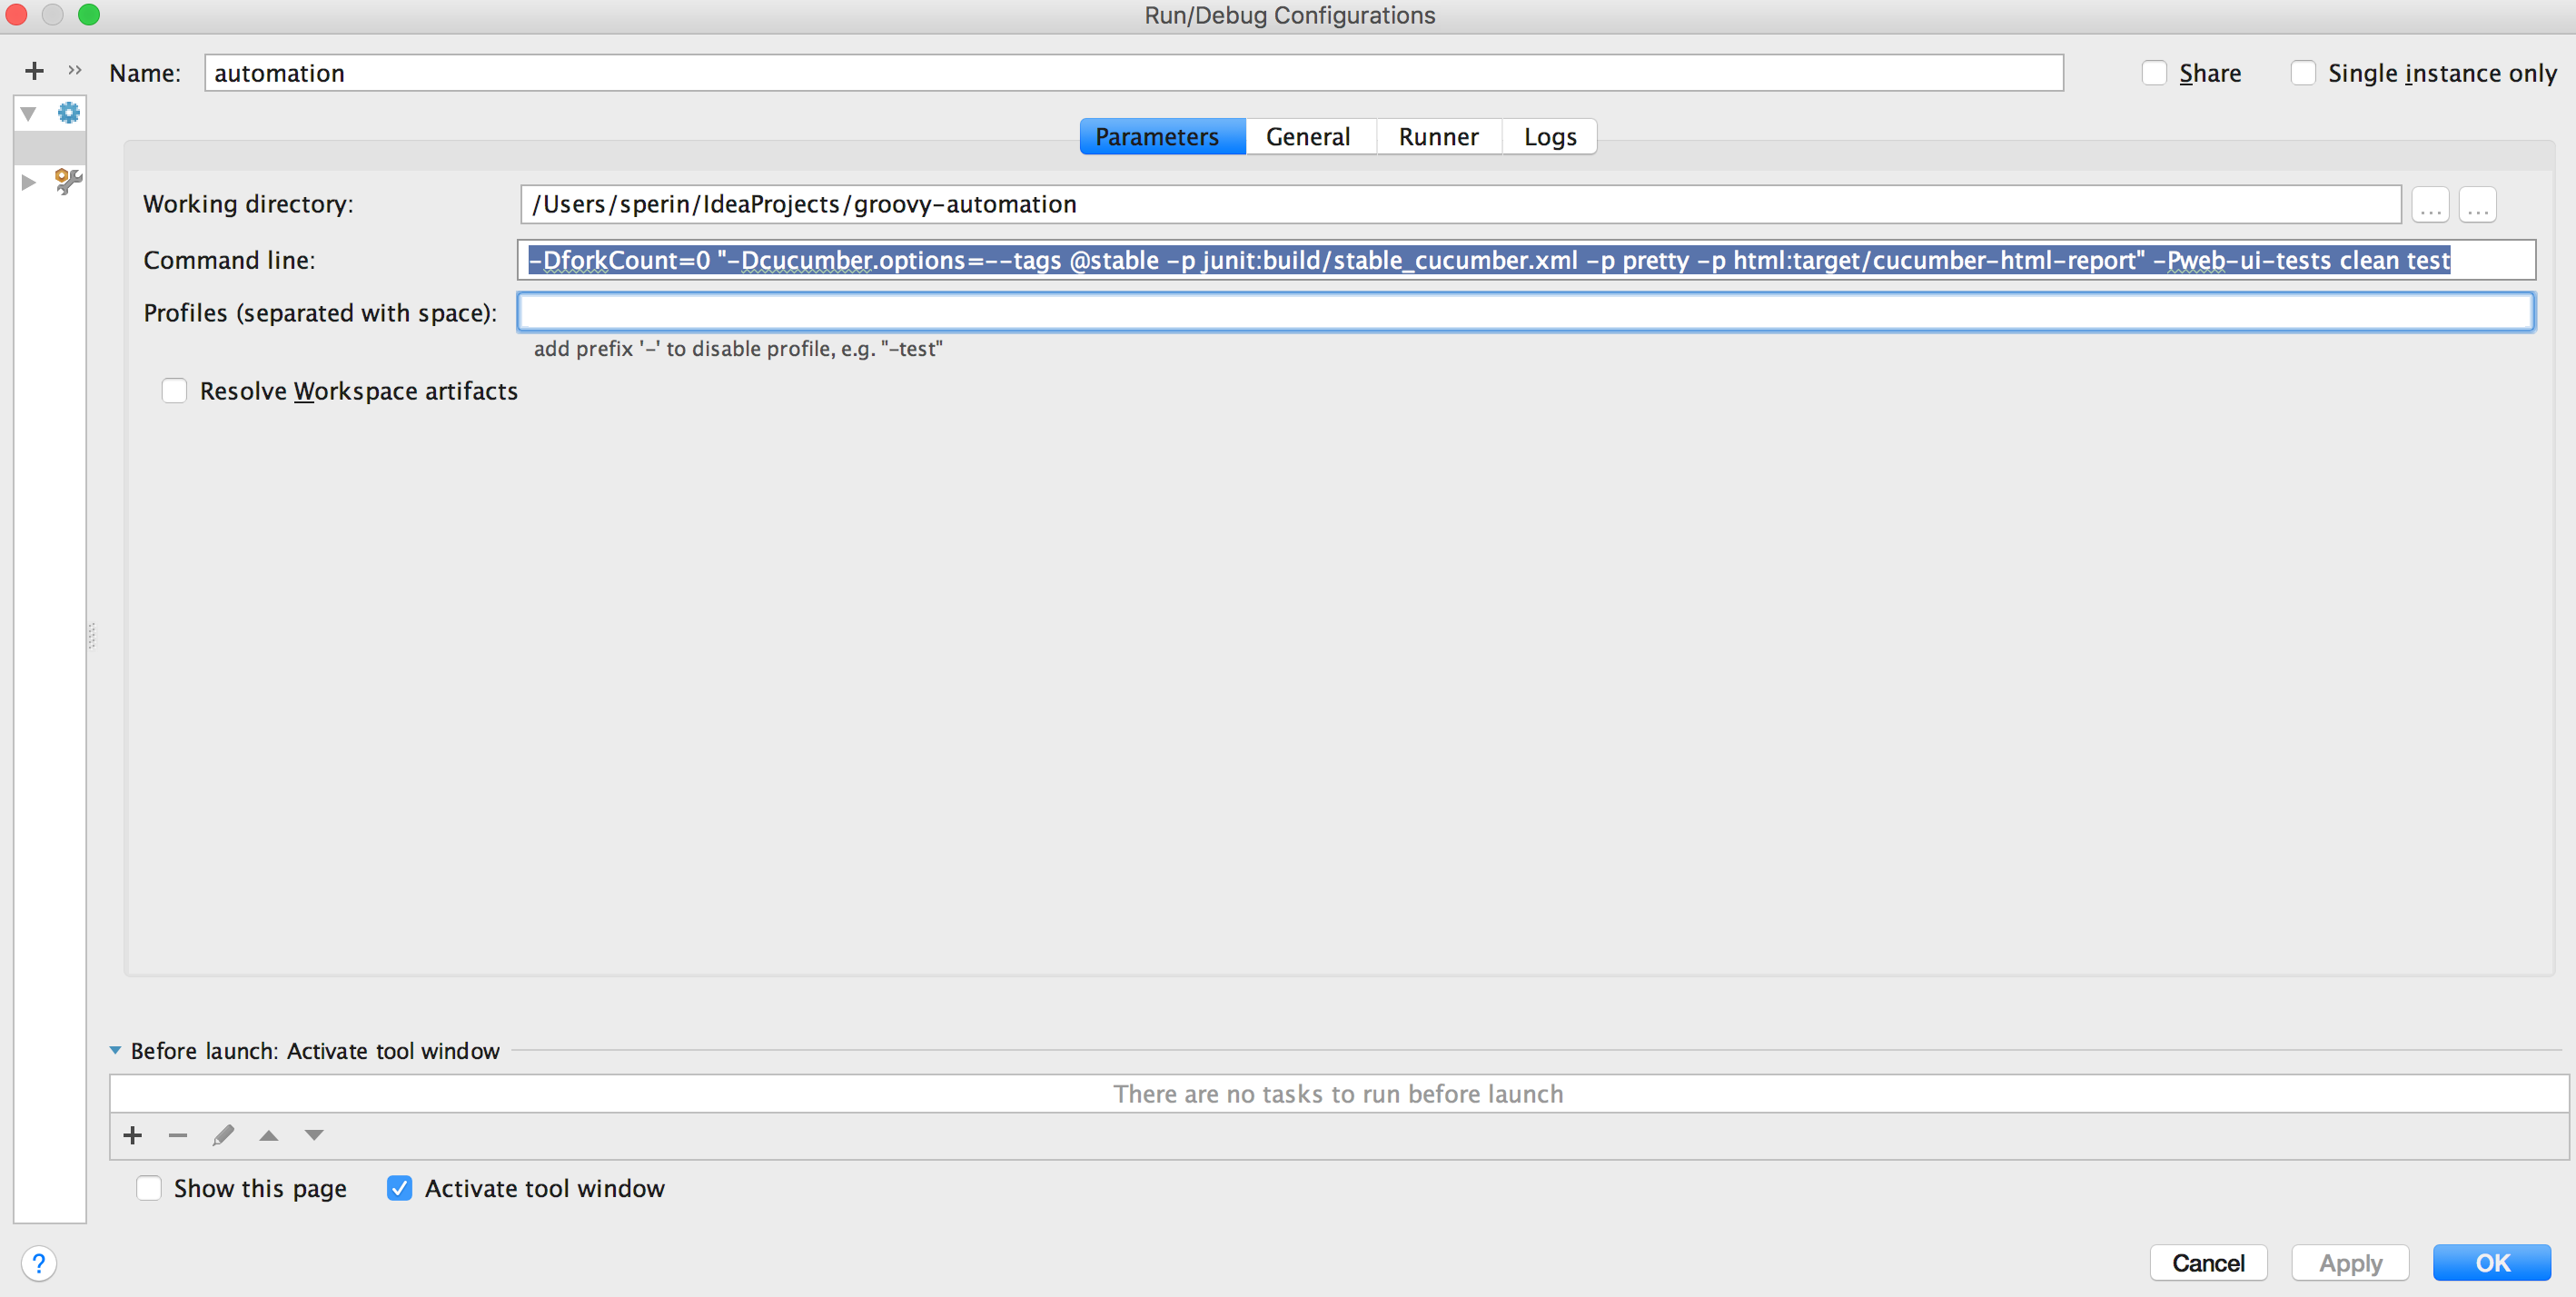 Run/Debug Configurations
Name: automation Share Single instance only
Parameters General Runner Logs
Working directory: /Users/sperin/IdeaProjects/groovy-automation ... ...
Command line: -DforkCount=0 "-Dcucumber.options=--tags @stable -p junit:build/stable_cucumber.xml -p pretty -p html:target/cucumber-html-report" -Pweb-ui-tests clean test
Profiles (separated with space):
add prefix '-' to disable profile, e.g. "-test"
Resolve Workspace artifacts
Before launch: Activate tool window
There are no tasks to run before launch
Show this page Activate tool window
? Cancel Apply OK